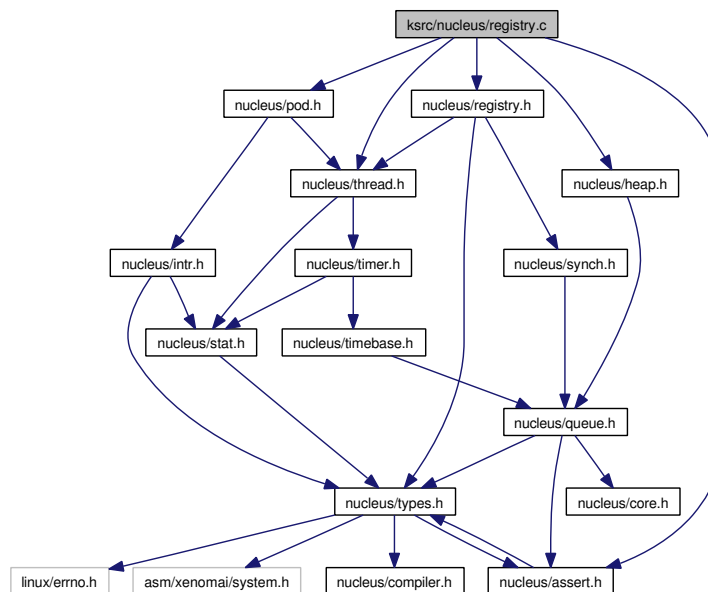 ksrc/nucleus/registry.c
nucleus/pod.h
nucleus/registry.h
nucleus/thread.h
nucleus/heap.h
nucleus/intr.h
nucleus/timer.h
nucleus/synch.h
nucleus/stat.h
nucleus/timebase.h
nucleus/queue.h
nucleus/types.h
nucleus/core.h
linux/errno.h
asm/xenomai/system.h
nucleus/compiler.h
nucleus/assert.h